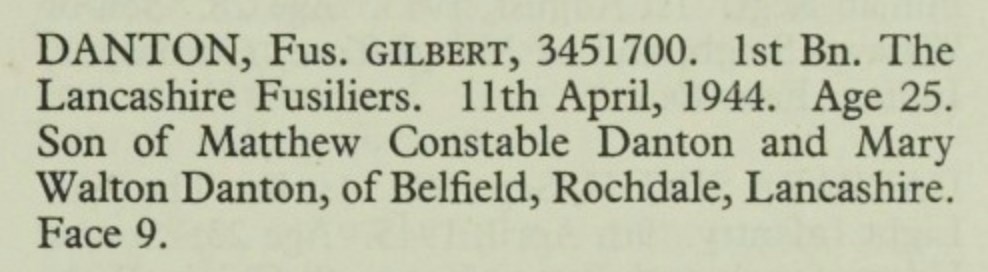 DANTON, Fus. GILBERT, 3451700. 1st Bn. The
Lancashire Fusiliers. 11th April, 1944. Age 25.
Son of Matthew Constable Danton and Mary
Walton Danton, of Belfield, Rochdale, Lancashire.
Face 9.